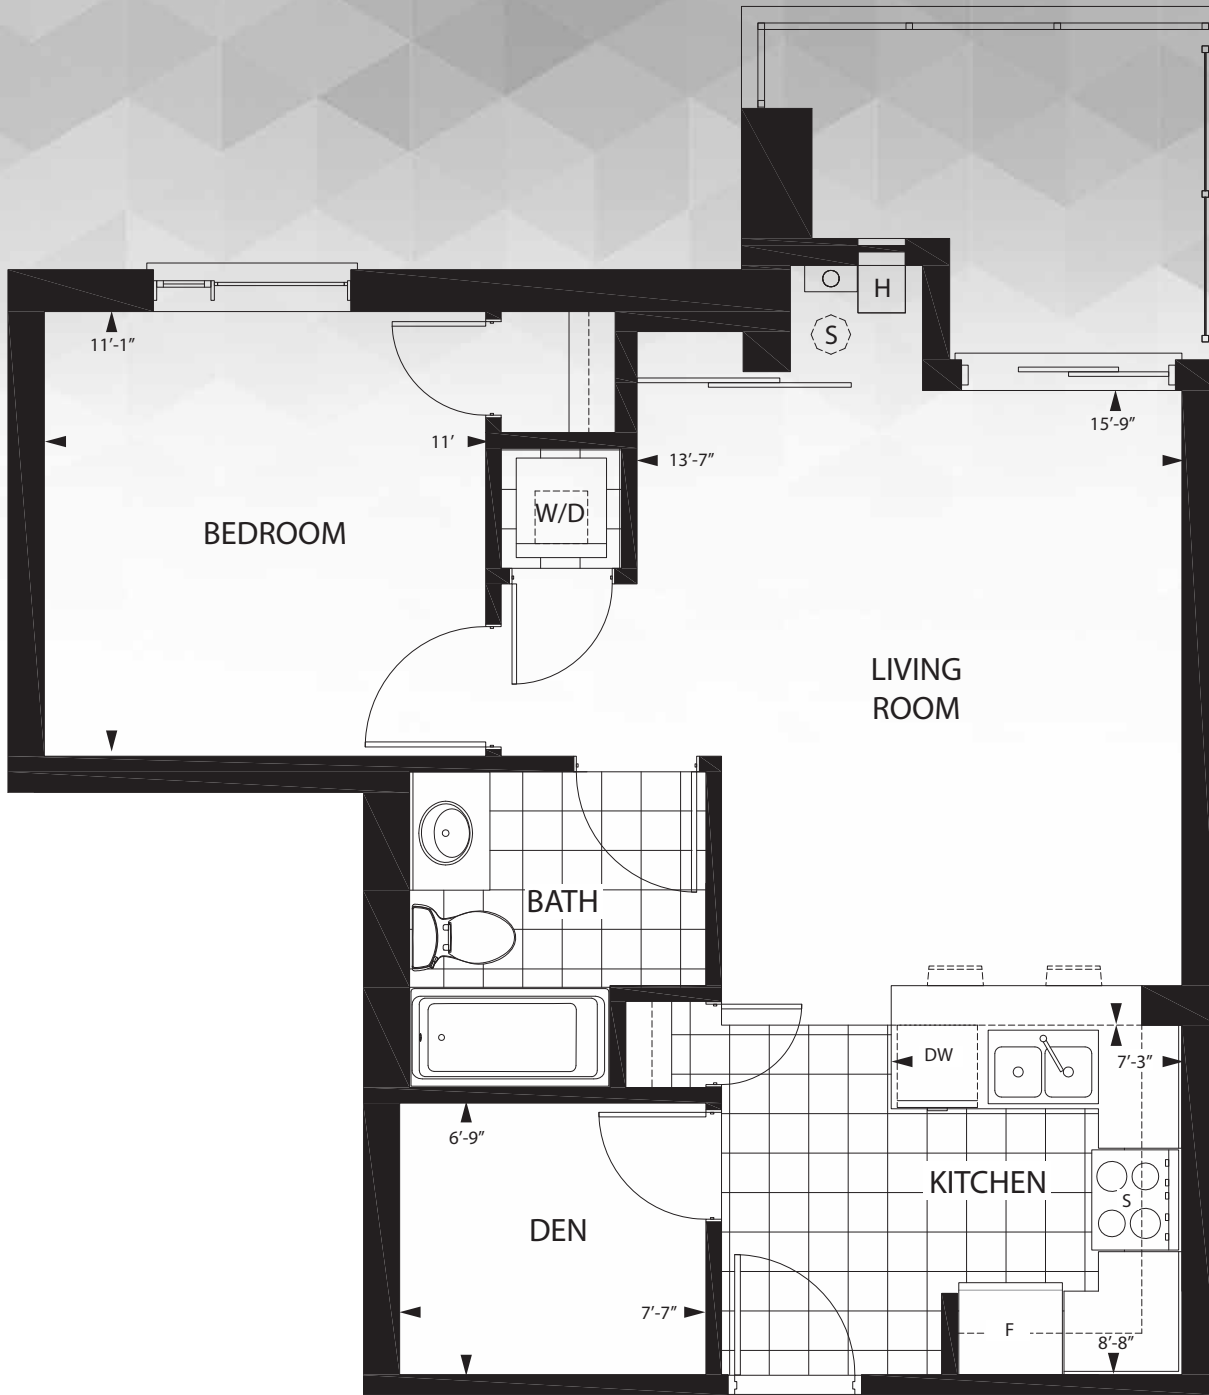 H
S
11’-1”
15’-9”
11’
13’-7”
W/D
BEDROOM
LIVING
ROOM
BATH
DW
7’-3”
6’-9”
KITCHEN
S
DEN
7’-7”
F
8’-8”